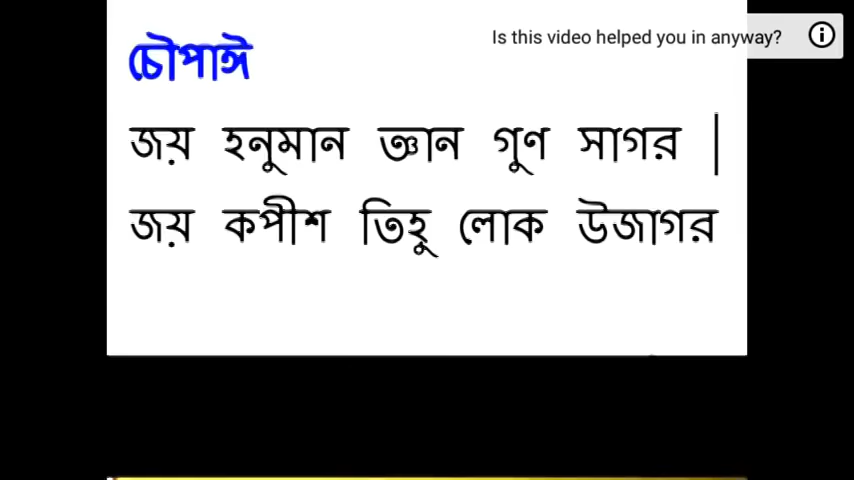 Is this video helped you in anyway?
চৌপাঈ
জয় হনুমান জ্ঞান গুণ সাগর |
জয় কপীশ তিহু লোক উজাগর